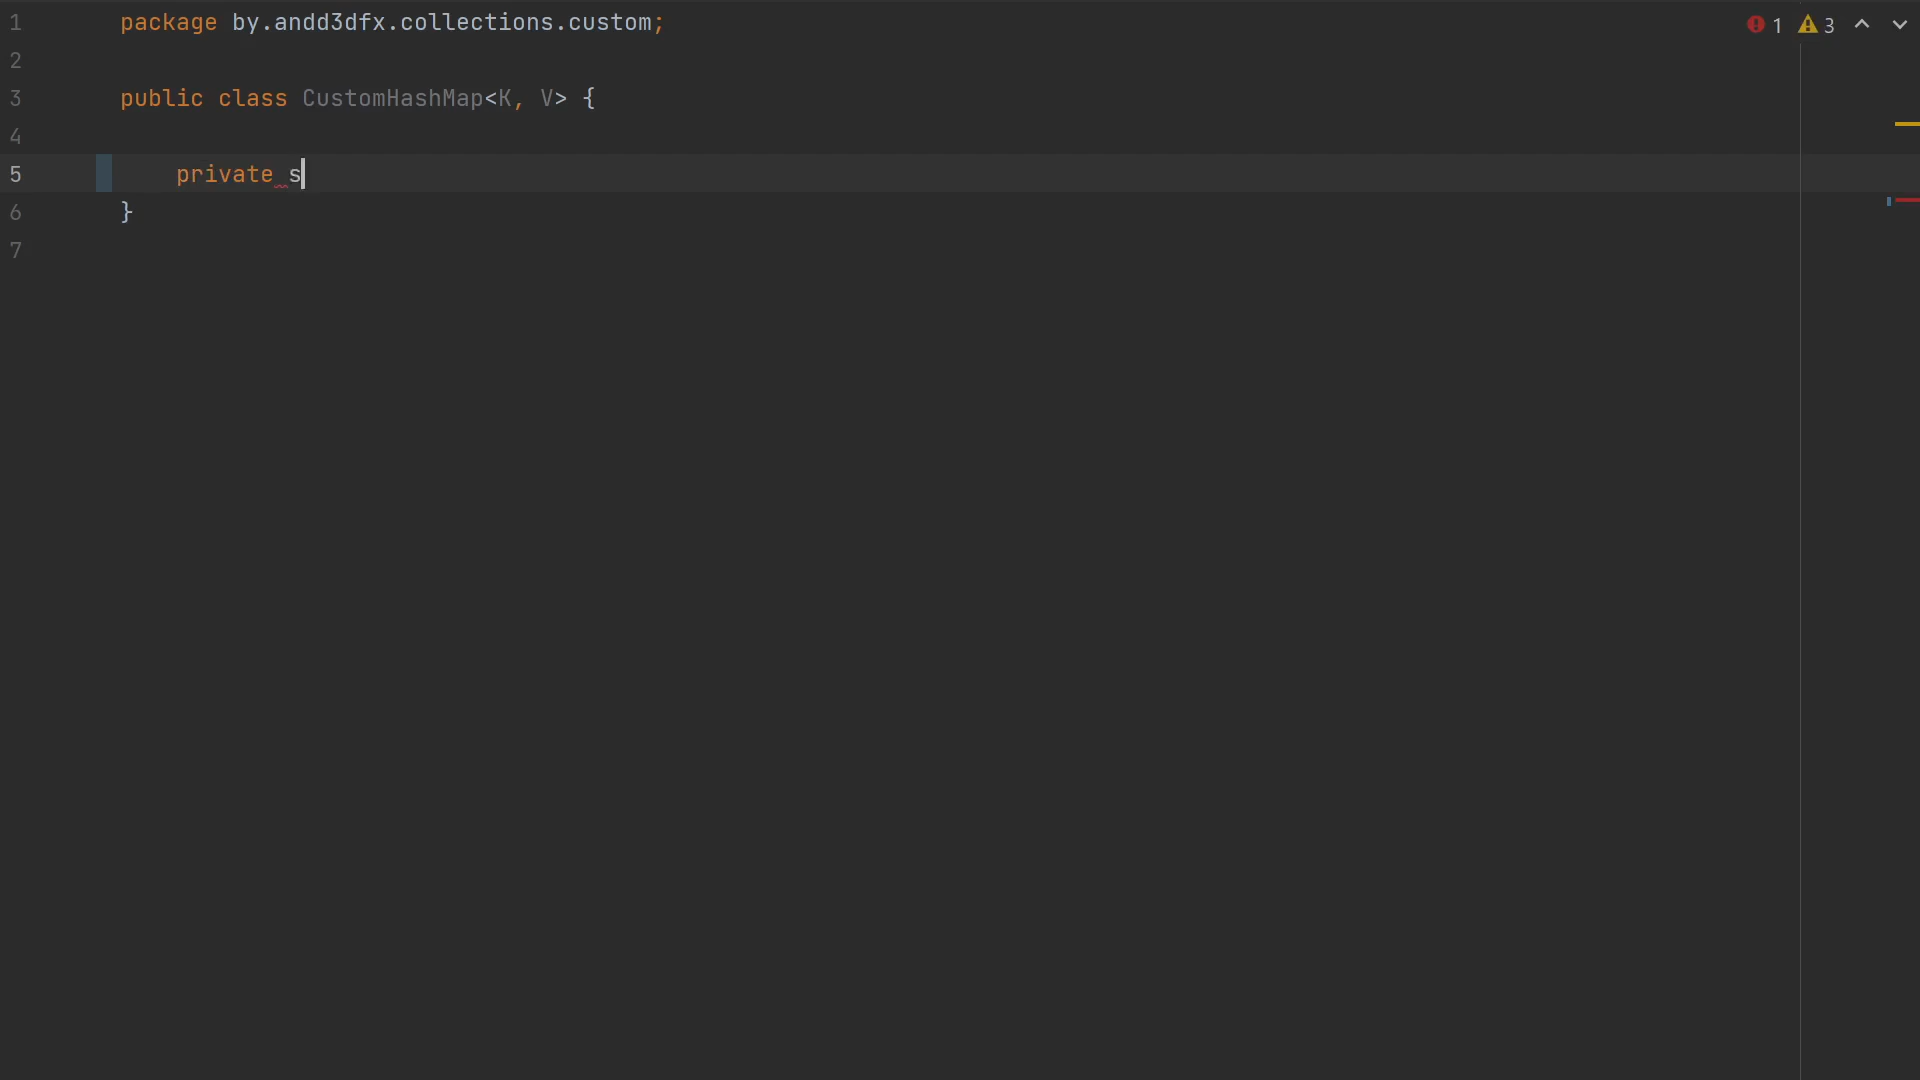 1 package by.andd3dfx.collections.custom;
2
3 public class CustomHashMap<K, V> {
4
5 private s
6 }
7
1 3